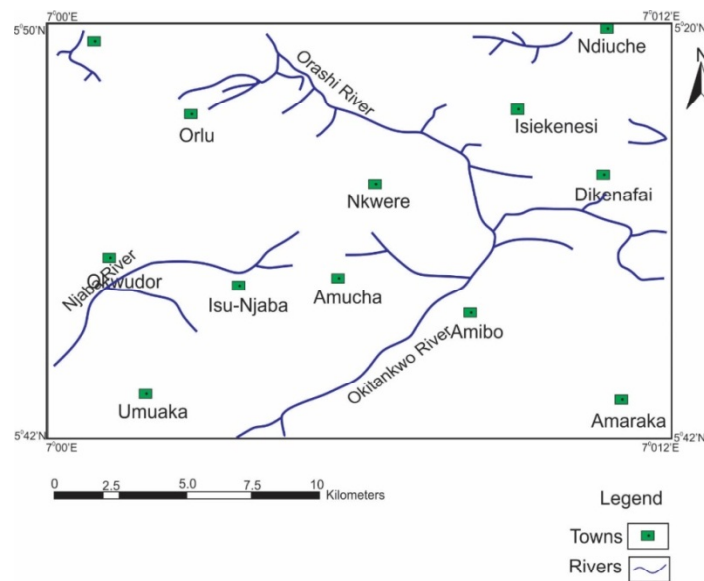 7°00'E
7°012'E
5°50'N
5°20'N
N
Ndiuche
Orashi River
Orlu
Isiekenesi
Nkwere
Dikenafai
Njaba River
Okwudor
Isu-Njaba
Amucha
Amibo
Okitankwo River
Umuaka
Amaraka
5°42'N
5°42'N
7°00'E
7°012'E
0 2.5 5.0 7.5 10
Kilometers
Legend
Towns
Rivers